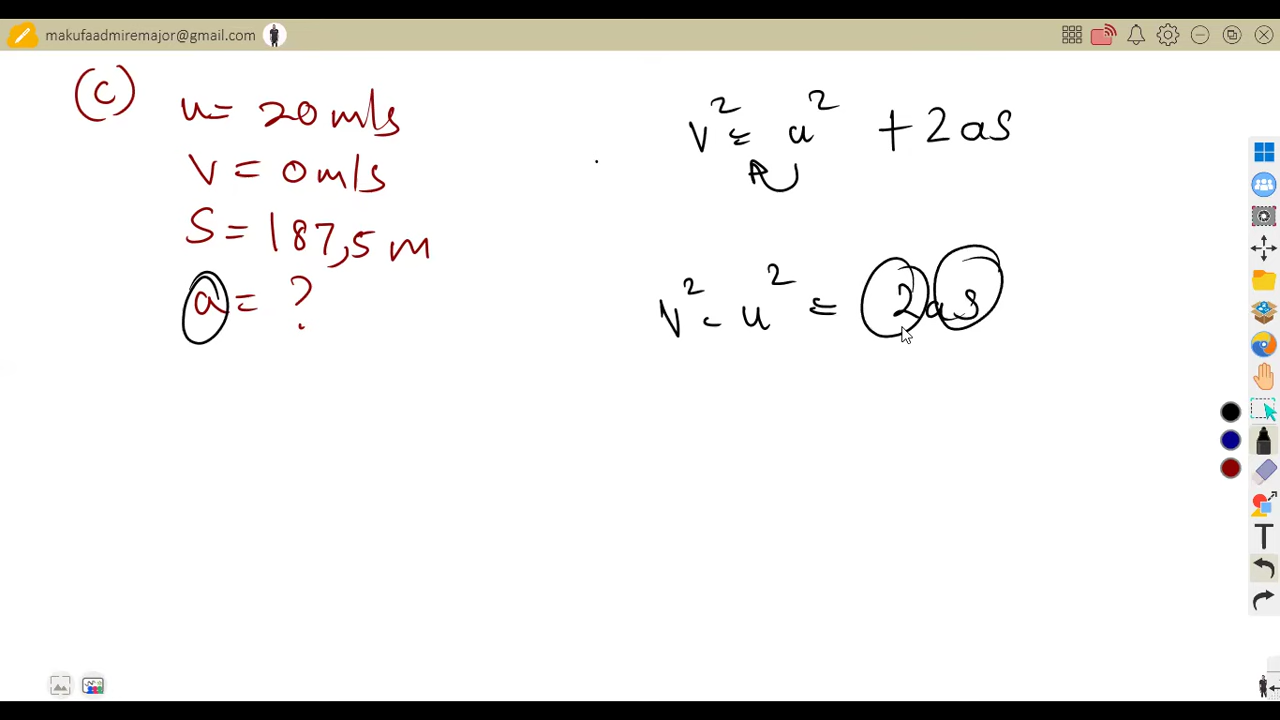 makufaadmiremajor@gmail.com
(c)
u= 20 m/s
v = 0 m/s
S = 187,5 m
a = ?
v² = u² + 2as
v² - u² = 2as
T